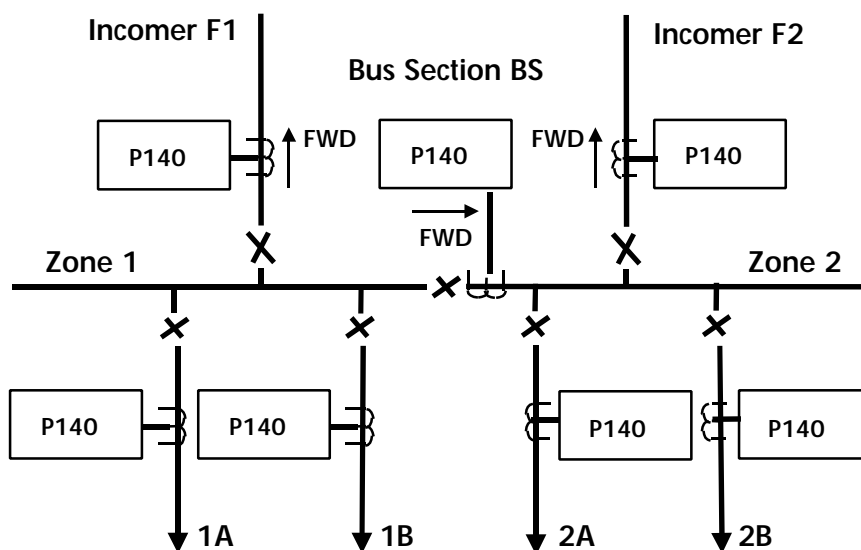 Incomer F1
Incomer F2
Bus Section BS
P140
FWD
P140
FWD
P140
FWD
Zone 1
Zone 2
P140
P140
P140
P140
1A
1B
2A
2B